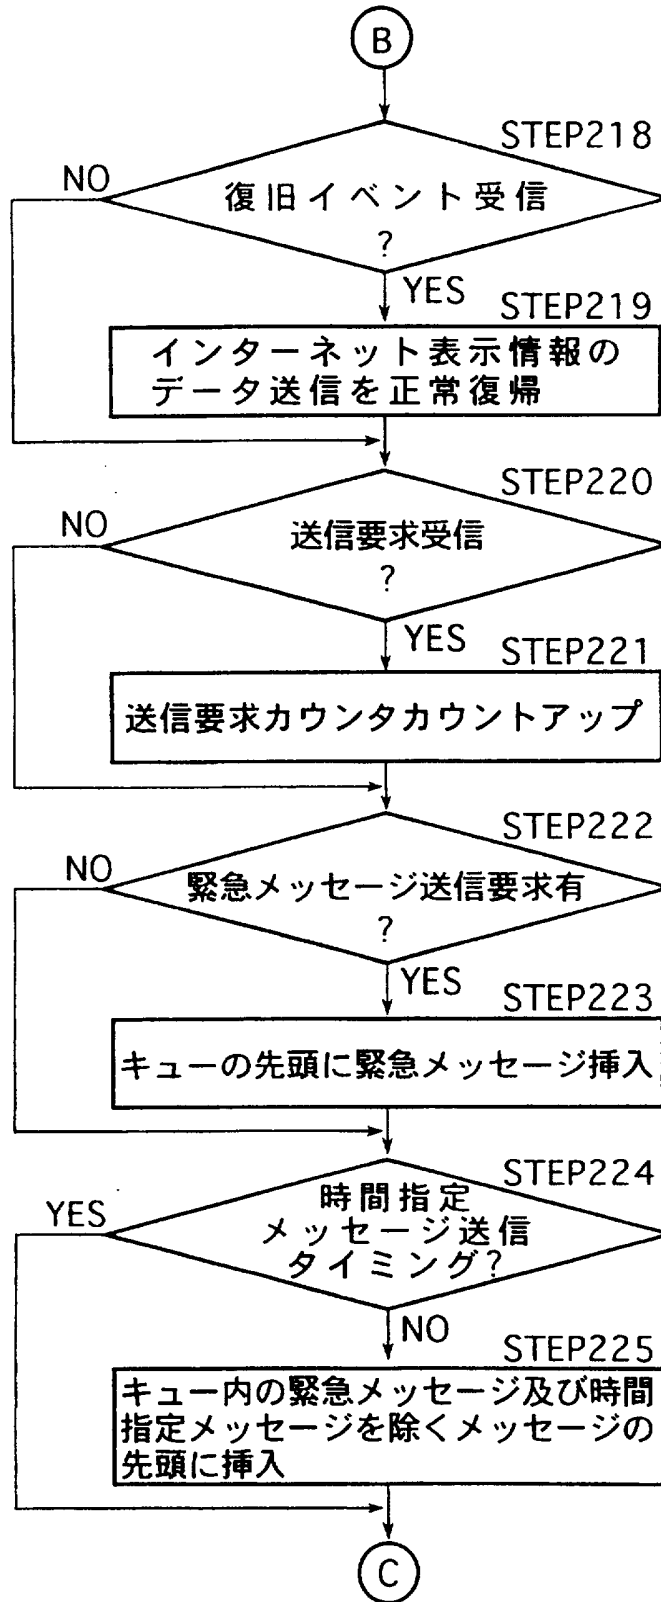 B
STEP218
NO
復旧イベント受信
?
YES
STEP219
インターネット表示情報の
データ送信を正常復帰
STEP220
NO
送信要求受信
?
YES
STEP221
送信要求カウンタカウントアップ
STEP222
NO
緊急メッセージ送信要求有
?
YES
STEP223
キューの先頭に緊急メッセージ挿入
STEP224
YES
時間指定
メッセージ送信
タイミング?
NO
STEP225
キュー内の緊急メッセージ及び時間
指定メッセージを除くメッセージの
先頭に挿入
C